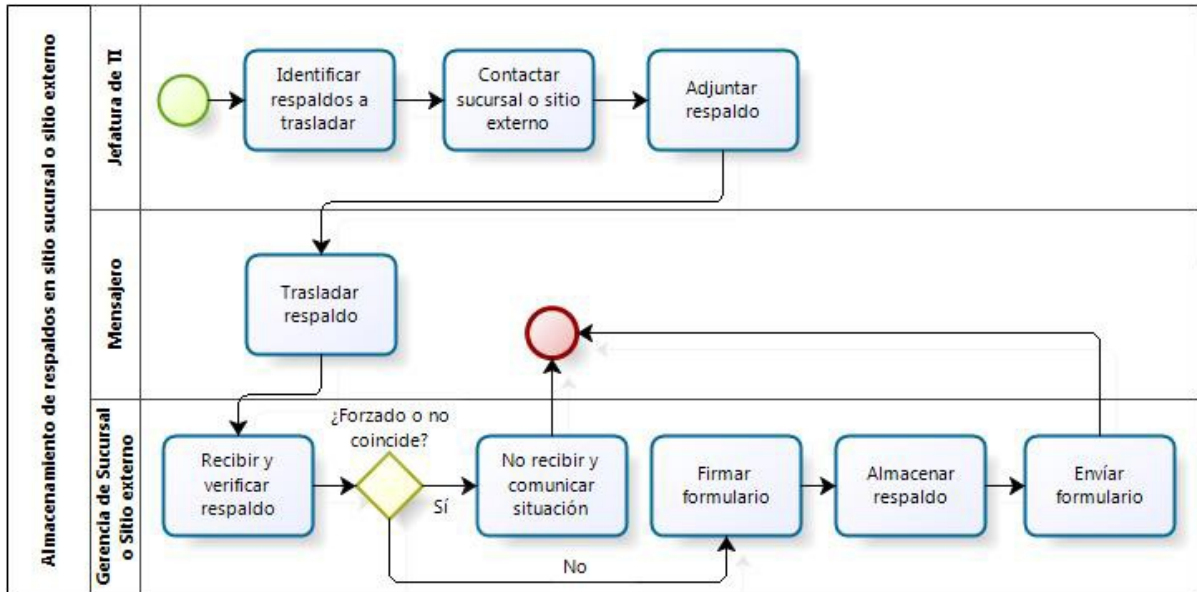 Almacenamiento de respaldos en sitio sucursal o sitio externo
Jefatura de TI
Identificar
respaldos a
trasladar
Contactar
sucursal o sitio
externo
Adjuntar
respaldo
Mensajero
Trasladar
respaldo
Gerencia de Sucursal
o Sitio externo
Recibir y
verificar
respaldo
¿Forzado o no
coincide?
Sí
No
No recibir y
comunicar
situación
Firmar
formulario
Almacenar
respaldo
Envíar
formulario